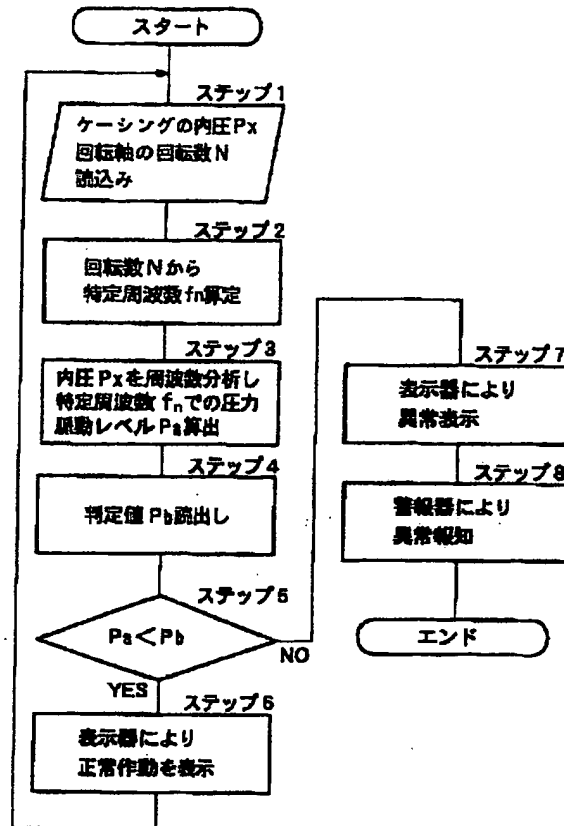 スタート
ステップ1
ケーシングの内圧Px
回転軸の回転数N
読込み
ステップ2
回転数Nから
特定周波数fn算定
ステップ3
内圧Pxを周波数分析し
特定周波数fnでの圧力
脈動レベルPa算出
ステップ4
判定値Pb読出し
ステップ5
Pa<Pb
NO
YES
ステップ6
表示器により
正常作動を表示
ステップ7
表示器により
異常表示
ステップ8
警報器により
異常報知
エンド